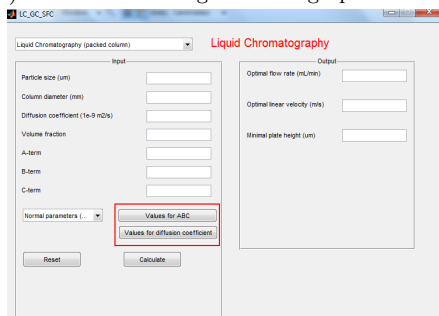 LC_GC_SFC
Liquid Chromatography (packed column)
Liquid Chromatography
Input
Particle size (um)
Column diameter (mm)
Diffusion coefficient (1e-9 m2/s)
Volume fraction
A-term
B-term
C-term
Normal parameters (...
Values for ABC
Values for diffusion coefficient
Reset
Calculate
Output
Optimal flow rate (mL/min)
Optimal linear velocity (m/s)
Minimal plate height (um)